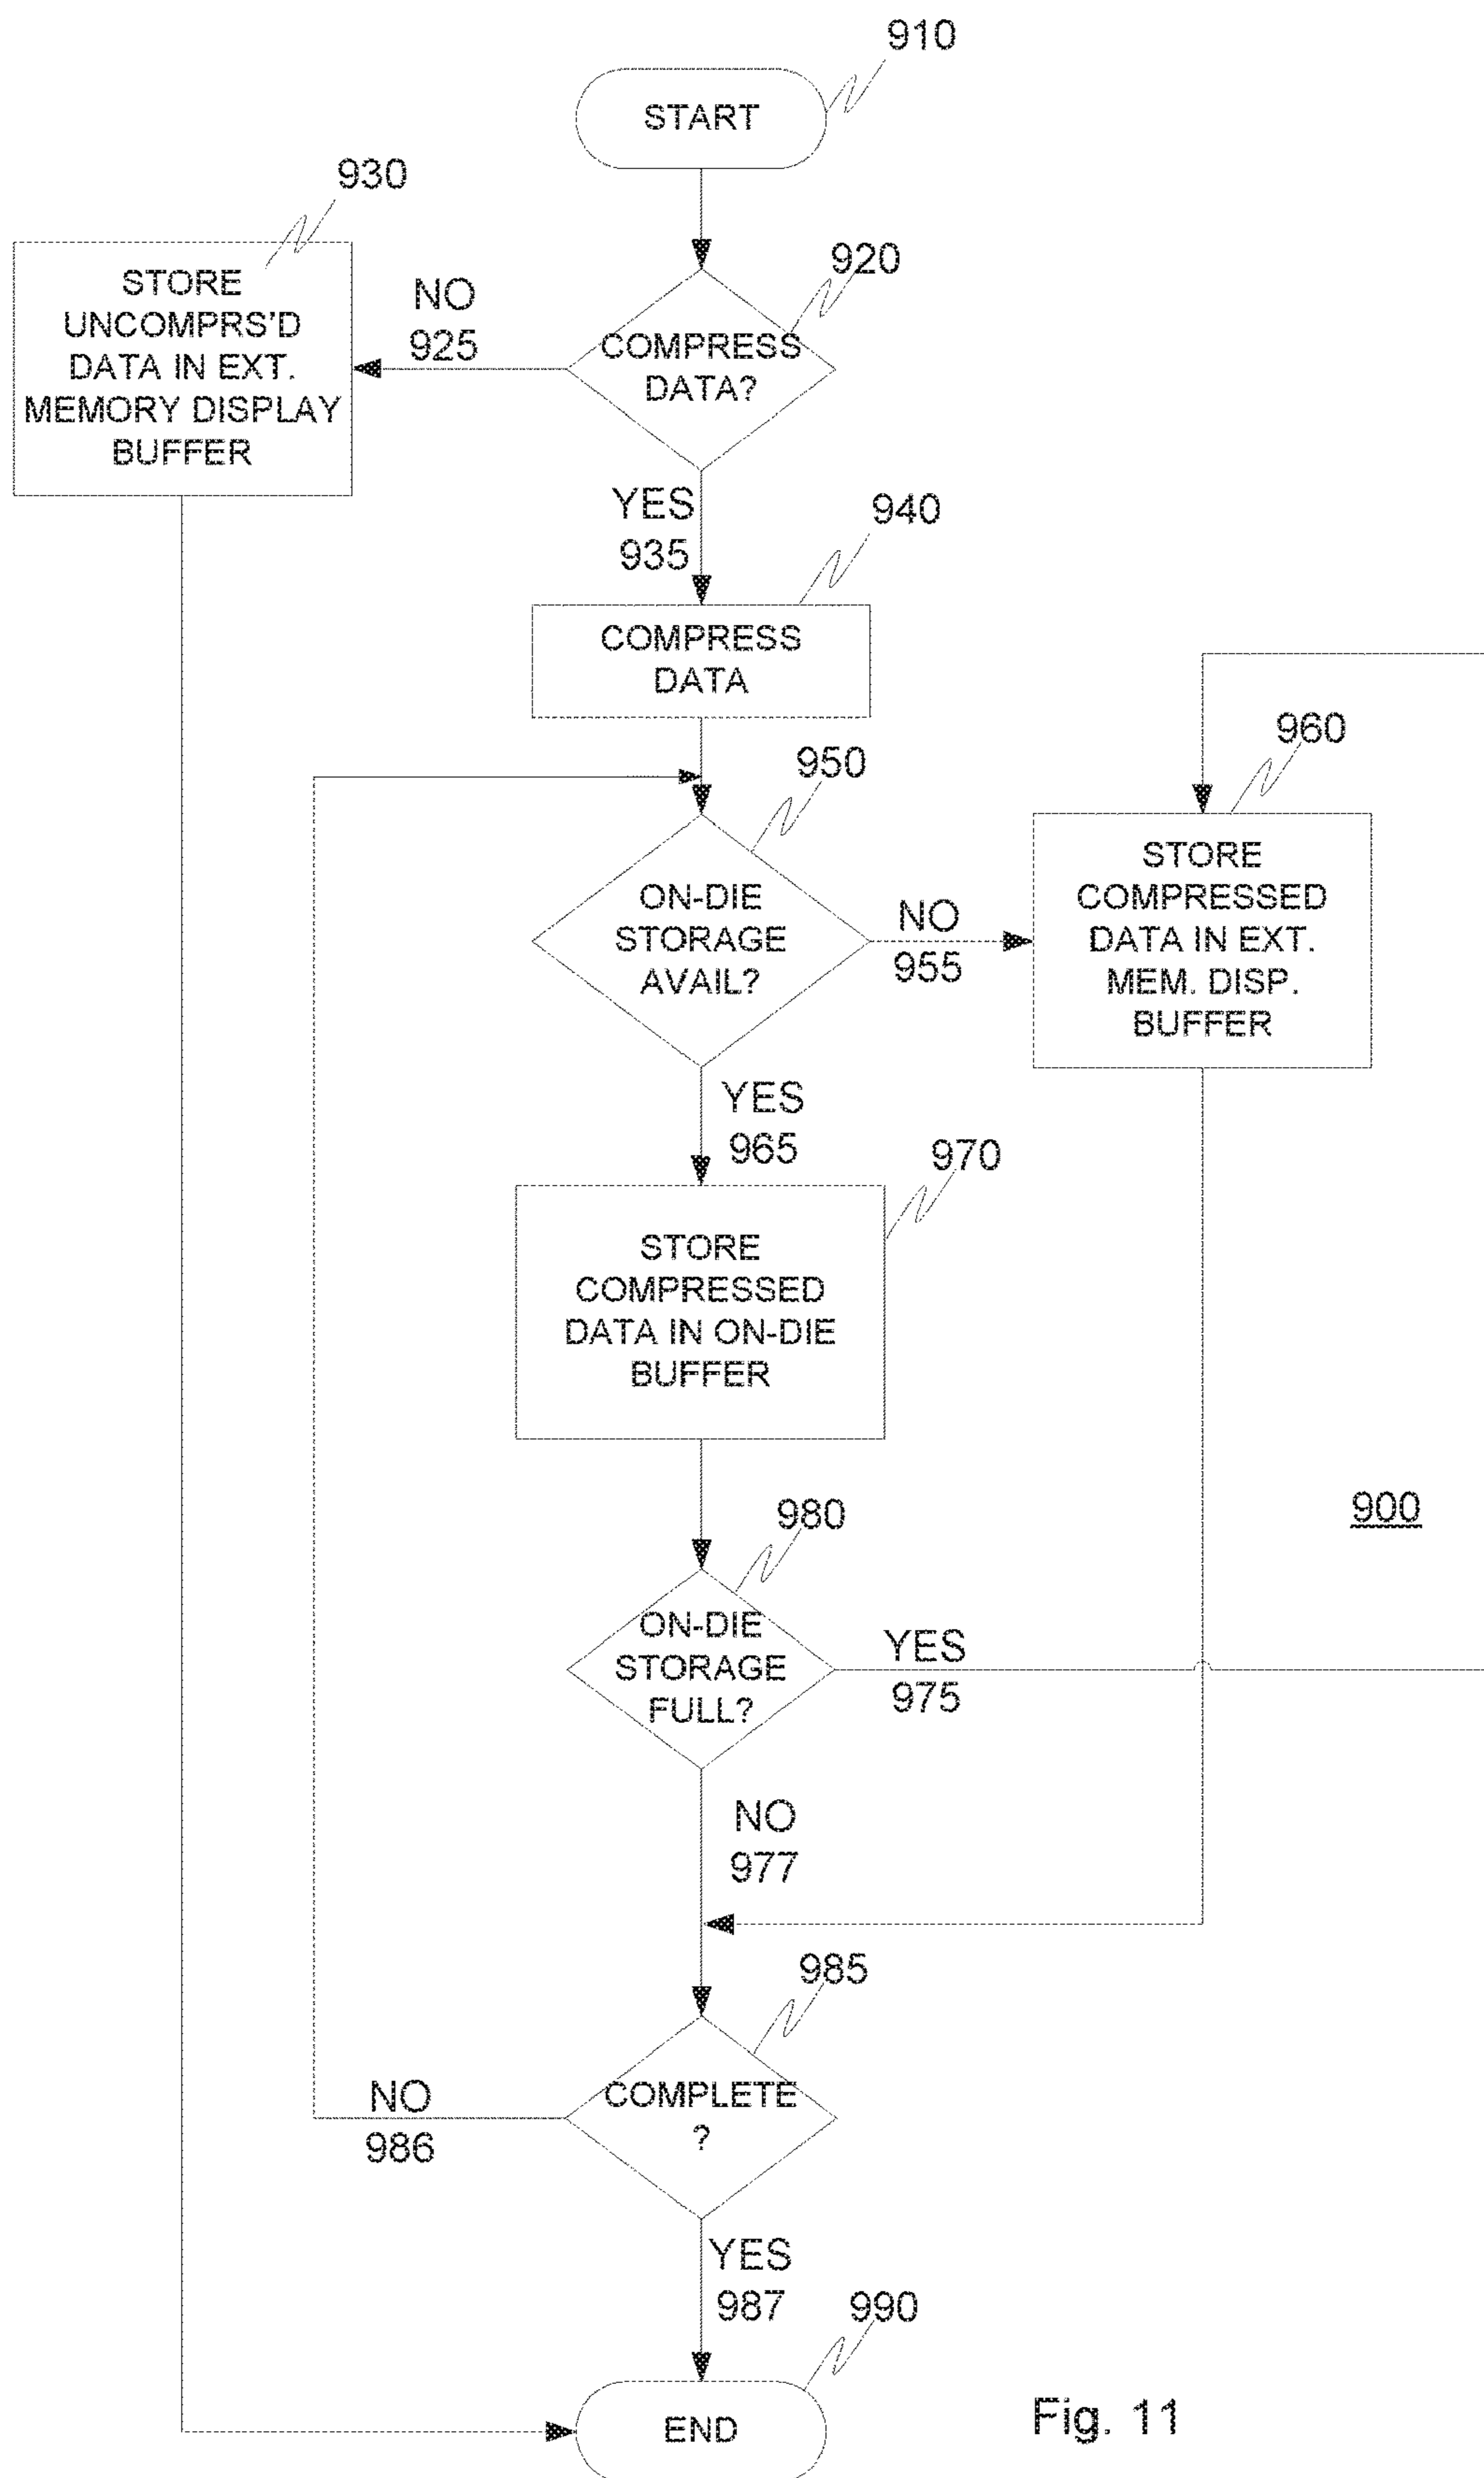 910
START
930
920
STORE
UNCOMPRS'D
DATA IN EXT.
MEMORY DISPLAY
BUFFER
NO
925
COMPRESS
DATA?
YES
935
940
COMPRESS
DATA
950
960
ON-DIE
STORAGE
AVAIL?
NO
955
STORE
COMPRESSED
DATA IN EXT.
MEM. DISP.
BUFFER
YES
965
970
STORE
COMPRESSED
DATA IN ON-DIE
BUFFER
900
980
ON-DIE
STORAGE
FULL?
YES
975
NO
977
985
COMPLETE
?
NO
986
YES
987
990
END
Fig. 11